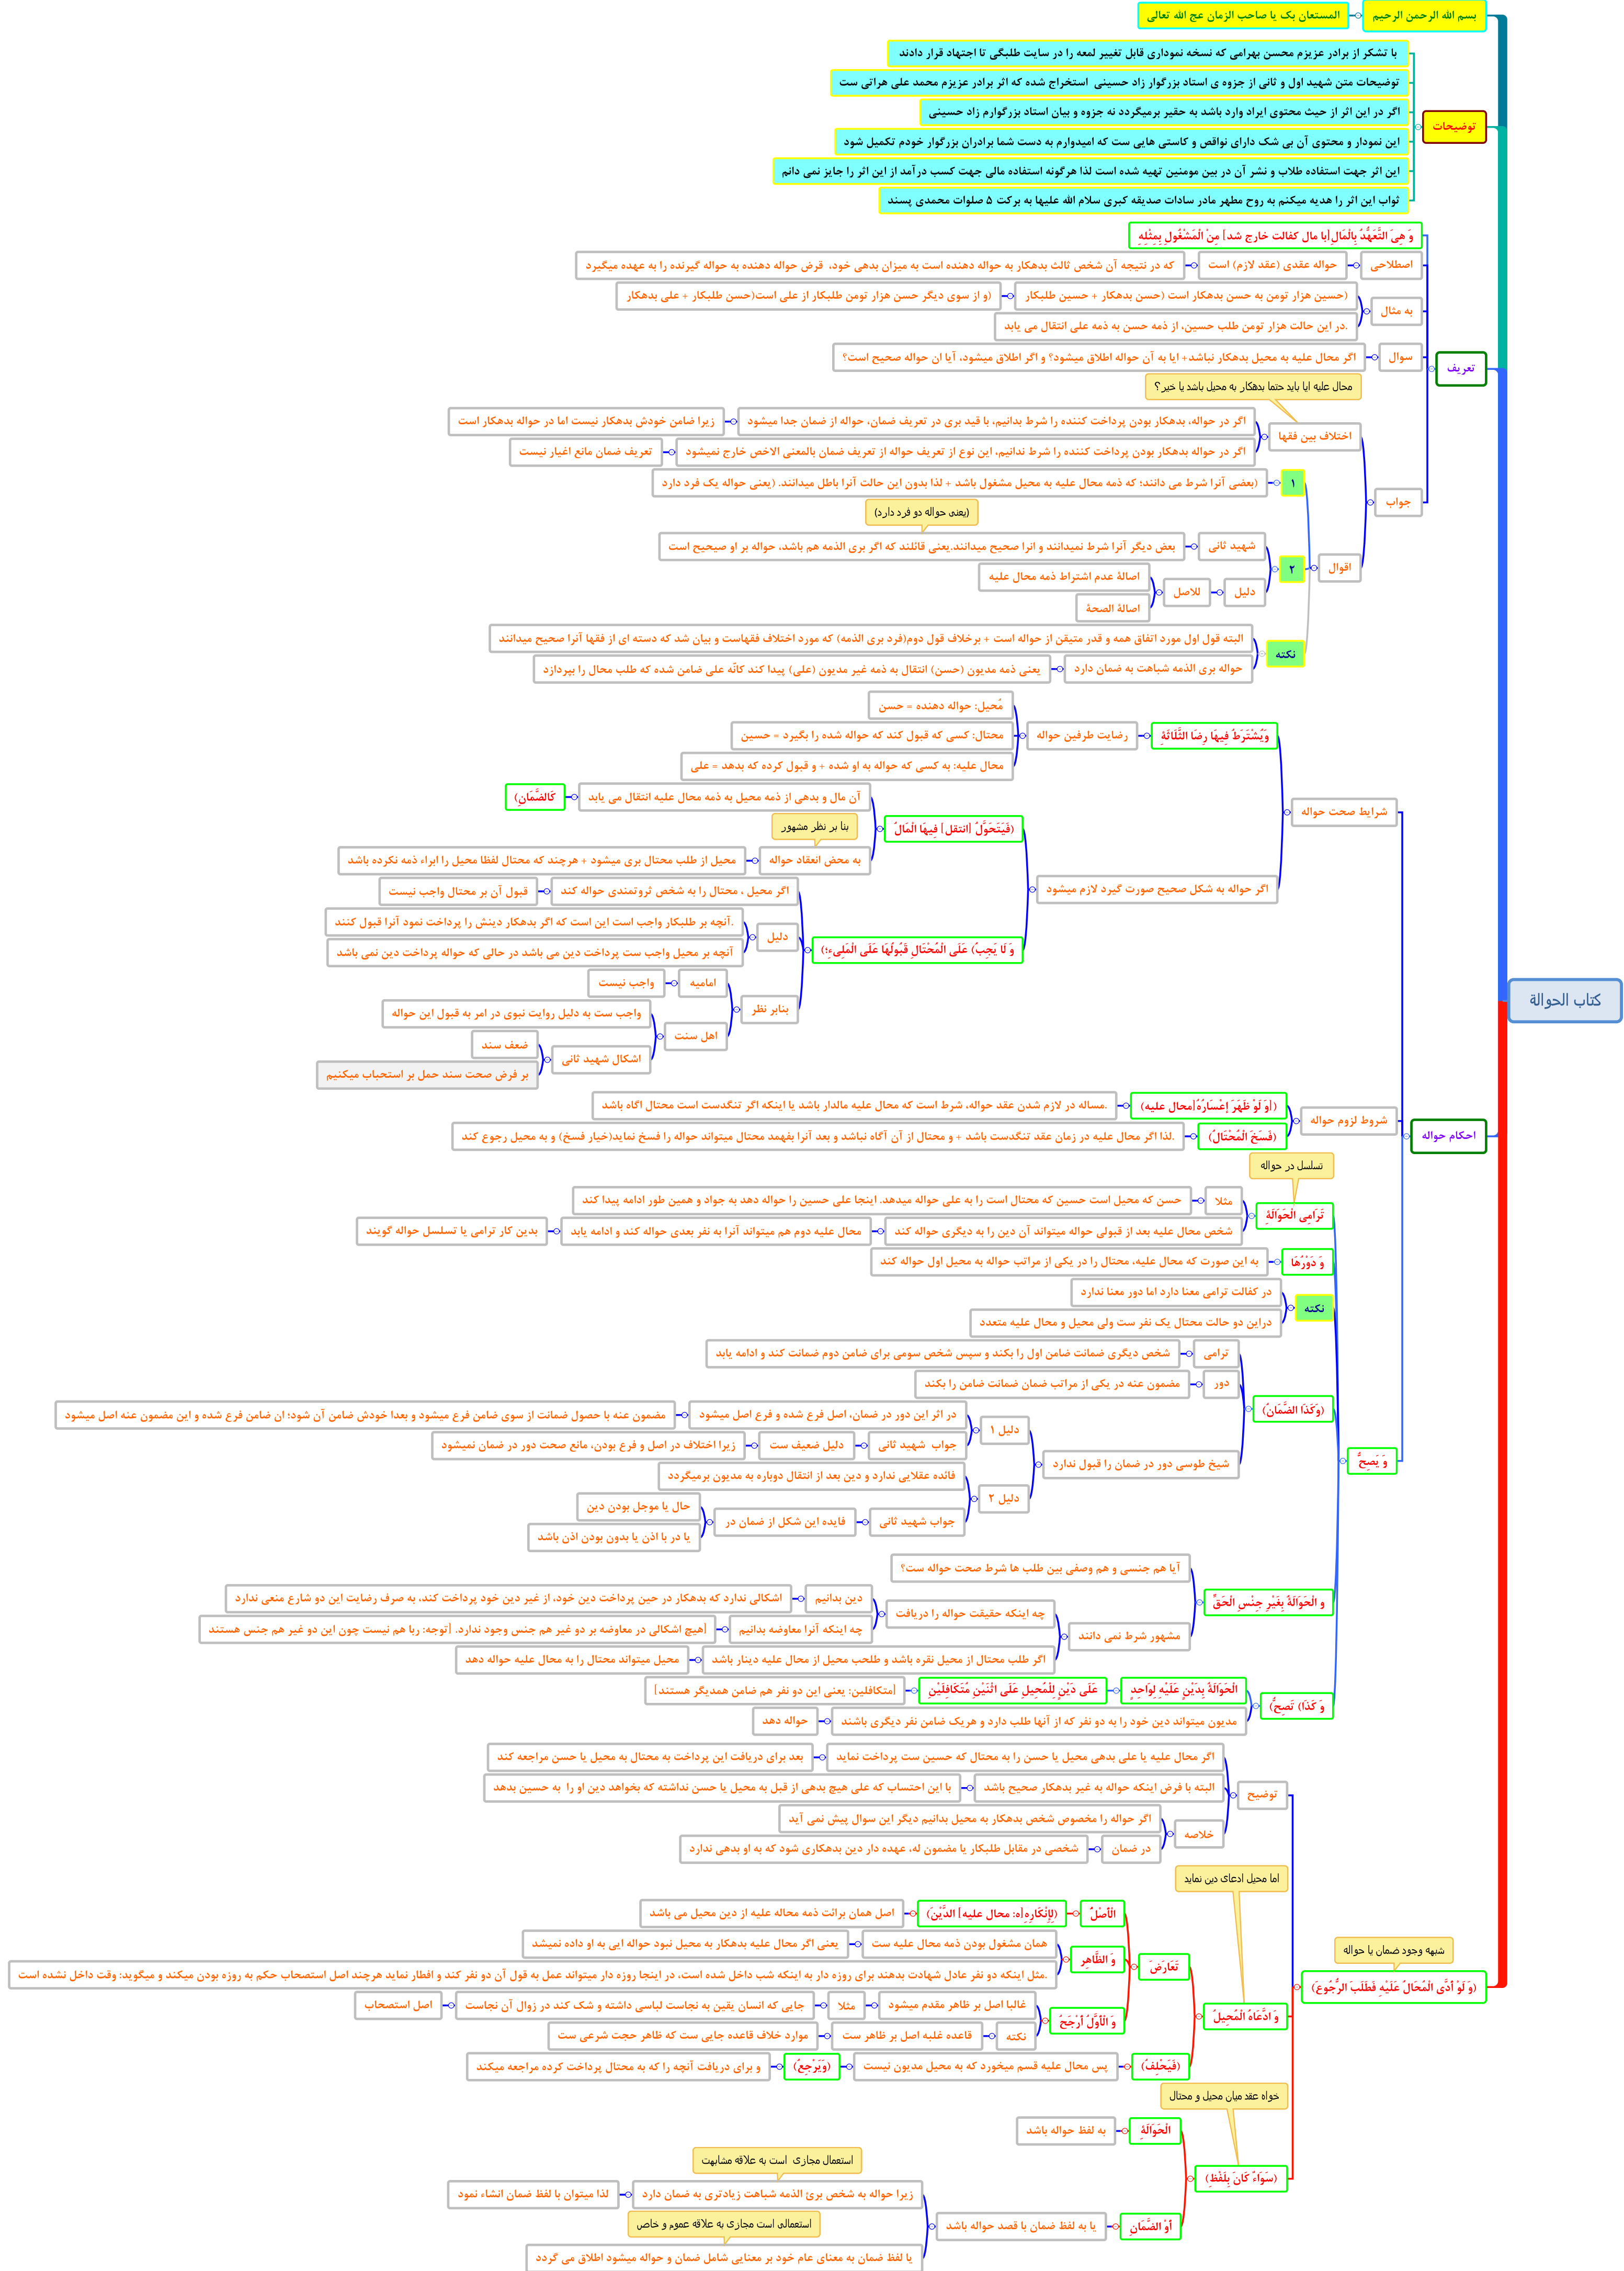 کتاب الحوالة
بسم الله الرحمن الرحیم
المستعان بک یا صاحب الزمان عج الله تعالی
توضیحات
با تشکر از برادر عزیزم محسن بهرامی که نسخه نموداری قابل تغییر لمعه را در سایت طلبگی تا اجتهاد قرار دادند
توضیحات متن شهید اول و ثانی از جزوه ی استاد بزرگوار زاد حسینی استخراج شده که اثر برادر عزیزم محمد علی هراتی ست
اگر در این اثر از حیث محتوی ایراد وارد باشد به حقیر برمیگردد نه جزوه و بیان استاد بزرگوارم زاد حسینی
این نمودار و محتوی آن بی شک دارای نواقص و کاستی هایی ست که امیدوارم به دست شما برادران بزرگوار خودم تکمیل شود
این اثر جهت استفاده طلاب و نشر آن در بین مومنین تهیه شده است لذا هرگونه استفاده مالی جهت کسب درآمد از این اثر را جایز نمی دانم
ثواب این اثر را هدیه میکنم به روح مطهر مادر سادات صدیقه کبری سلام الله علیها به برکت ۵ صلوات محمدی پسند
تعریف
وَ هِیَ التَّعَهُّدُ بِالْمَالِ[با مال کفالت خارج شد] مِنْ الْمَشْغُولِ بِمِثْلِهِ
اصطلاحی
حواله عقدی (عقد لازم) است
که در نتیجه آن شخص ثالث بدهکار به حواله دهنده است به میزان بدهی خود، قرض حواله دهنده به حواله گیرنده را به عهده میگیرد
به مثال
(حسین هزار تومن به حسن بدهکار است (حسن بدهکار + حسین طلبکار
(و از سوی دیگر حسن هزار تومن طلبکار از علی است(حسن طلبکار + علی بدهکار
.در این حالت هزار تومن طلب حسین، از ذمه حسن به ذمه علی انتقال می یابد
سوال
اگر محال علیه به محیل بدهکار نباشد+ ایا به آن حواله اطلاق میشود؟ و اگر اطلاق میشود، آیا ان حواله صحیح است؟
جواب
محال علیه ایا باید حتما بدهکار به محیل باشد یا خیر؟
اختلاف بین فقها
اگر در حواله، بدهکار بودن پرداخت کننده را شرط بدانیم، با قید بری در تعریف ضمان، حواله از ضمان جدا میشود
زیرا ضامن خودش بدهکار نیست اما در حواله بدهکار است
اگر در حواله بدهکار بودن پرداخت کننده را شرط ندانیم، این نوع از تعریف حواله از تعریف ضمان بالمعنی الاخص خارج نمیشود
تعریف ضمان مانع اغیار نیست
اقوال
۱
(بعضی آنرا شرط می دانند؛ که ذمه محال علیه به محیل مشغول باشد + لذا بدون این حالت آنرا باطل میدانند. (یعنی حواله یک فرد دارد
(یعنی حواله دو فرد دارد)
۲
شهید ثانی
بعض دیگر آنرا شرط نمیدانند و انرا صحیح میدانند.یعنی قائلند که اگر بری الذمه هم باشد، حواله بر او صحیح است
دلیل
للاصل
اصالة عدم اشتراط ذمه محال علیه
اصالة الصحة
نکته
البته قول اول مورد اتفاق همه و قدر متیقن از حواله است + برخلاف قول دوم(فرد بری الذمه) که مورد اختلاف فقهاست و بیان شد که دسته ای از فقها آنرا صحیح میدانند
حواله بری الذمه شباهت به ضمان دارد
یعنی ذمه مدیون (حسن) انتقال به ذمه غیر مدیون (علی) پیدا کند کانّه علی ضامن شده که طلب محال را بپردازد
احکام حواله
شرایط صحت حواله
وَیُشْتَرَطُ فِیهَا رِضَا الثَّلَاثَةِ
رضایت طرفین حواله
مُحیل: حواله دهنده = حسن
محتال: کسی که قبول کند که حواله شده را بگیرد = حسین
محال علیه: به کسی که حواله به او شده + و قبول کرده که بدهد = علی
اگر حواله به شکل صحیح صورت گیرد لازم میشود
(فَیَتَحَوَّلُ [انتقل] فِیهَا الْمَالُ
آن مال و بدهی از ذمه محیل به ذمه محال علیه انتقال می یابد
کَالضَّمَانِ)
بنا بر نظر مشهور
به محض انعقاد حواله
محیل از طلب محتال بری میشود + هرچند که محتال لفظا محیل را ابراء ذمه نکرده باشد
وَ لَا یَجِبُ) عَلَی الْمُحْتَالِ قَبُولُهَا عَلَی الْمَلِیءِ؛)
اگر محیل ، محتال را به شخص ثروتمندی حواله کند
قبول آن بر محتال واجب نیست
دلیل
.آنچه بر طلبکار واجب است این است که اگر بدهکار دینش را پرداخت نمود آنرا قبول کنند
آنچه بر محیل واجب ست پرداخت دین می باشد در حالی که حواله پرداخت دین نمی باشد
بنابر نظر
امامیه
واجب نیست
اهل سنت
واجب ست به دلیل روایت نبوی در امر به قبول این حواله
اشکال شهید ثانی
ضعف سند
بر فرض صحت سند حمل بر استحباب میکنیم
شروط لزوم حواله
(اَوَ لَوْ ظَهَرَ إعْسَارُهُ[محال علیه)
.مساله در لازم شدن عقد حواله، شرط است که محال علیه مالدار باشد یا اینکه اگر تنگدست است محتال اگاه باشد
(فَسَخَ الْمُحْتَالُ)
.لذا اگر محال علیه در زمان عقد تنگدست باشد + و محتال از آن آگاه نباشد و بعد آنرا بفهمد محتال میتواند حواله را فسخ نماید(خیار فسخ) و به محیل رجوع کند
وَ یَصِحُّ
تسلسل در حواله
تَرَامِی الْحَوَالَةِ
مثلا
حسن که محیل است حسین که محتال است را به علی حواله میدهد. اینجا علی حسین را حواله دهد به جواد و همین طور ادامه پیدا کند
شخص محال علیه بعد از قبولی حواله میتواند آن دین را به دیگری حواله کند
محال علیه دوم هم میتواند آنرا به نفر بعدی حواله کند و ادامه یابد
بدین کار ترامی یا تسلسل حواله گویند
وَ دَوْرُهَا
به این صورت که محال علیه، محتال را در یکی از مراتب حواله به محیل اول حواله کند
نکته
در کفالت ترامی معنا دارد اما دور معنا ندارد
دراین دو حالت محتال یک نفر ست ولی محیل و محال علیه متعدد
(وَکَذَا الضَّمَانُ)
ترامی
شخص دیگری ضمانت ضامن اول را بکند و سپس شخص سومی برای ضامن دوم ضمانت کند و ادامه یابد
دور
مضمون عنه در یکی از مراتب ضمان ضمانت ضامن را بکند
شیخ طوسی دور در ضمان را قبول ندارد
دلیل ۱
در اثر این دور در ضمان، اصل فرع شده و فرع اصل میشود
مضمون عنه با حصول ضمانت از سوی ضامن فرع میشود و بعدا خودش ضامن آن شود؛ ان ضامن فرع شده و این مضمون عنه اصل میشود
جواب شهید ثانی
دلیل ضعیف ست
زیرا اختلاف در اصل و فرع بودن، مانع صحت دور در ضمان نمیشود
دلیل ۲
فائده عقلایی ندارد و دین بعد از انتقال دوباره به مدیون برمیگردد
جواب شهید ثانی
فایده این شکل از ضمان در
حال یا موجل بودن دین
یا در با اذن یا بدون بودن اذن باشد
و الْحَوَالَةُ بِغَیْرِ جِنْسِ الْحَقِّ
آیا هم جنسی و هم وصفی بین طلب ها شرط صحت حواله ست؟
مشهور شرط نمی دانند
چه اینکه حقیقت حواله را دریافت
دین بدانیم
اشکالی ندارد که بدهکار در حین پرداخت دین خود، از غیر دین خود پرداخت کند، به صرف رضایت این دو شارع منعی ندارد
چه اینکه آنرا معاوضه بدانیم
[هیچ اشکالی در معاوضه بر دو غیر هم جنس وجود ندارد. [توجه: ربا هم نیست چون این دو غیر هم جنس هستند
اگر طلب محتال از محیل نقره باشد و طلحب محیل از محال علیه دینار باشد
محیل میتواند محتال را به محال علیه حواله دهد
وَ کَذَا) تَصِحُّ)
الْحَوَالَةُ بِدَیْنٍ عَلَیْهِ لِوَاحِدٍ
عَلَی دَیْنٍ لِلْمُحِیلِ عَلَی اثْنَیْنِ مُتَکَافِلَیْنِ
[متکافلین: یعنی این دو نفر هم ضامن همدیگر هستند]
مدیون میتواند دین خود را به دو نفر که از آنها طلب دارد و هریک ضامن نفر دیگری باشند
حواله دهد
شبهه وجود ضمان یا حواله
(وَ لَوْ أدَّی الْمُحَالُ عَلَیْهِ فَطَلَبَ الرُّجُوعَ)
توضیح
اگر محال علیه یا علی بدهی محیل یا حسن را به محتال که حسین ست پرداخت نماید
بعد برای دریافت این پرداخت به محتال به محیل یا حسن مراجعه کند
البته با فرض اینکه حواله به غیر بدهکار صحیح باشد
با این احتساب که علی هیچ بدهی از قبل به محیل یا حسن نداشته که بخواهد دین او را به حسین بدهد
خلاصه
اگر حواله را مخصوص شخص بدهکار به محیل بدانیم دیگر این سوال پیش نمی آید
در ضمان
شخصی در مقابل طلبکار یا مضمون له، عهده دار دین بدهکاری شود که به او بدهی ندارد
اما محیل ادعای دین نماید
وَ ادَّعَاهُ الْمُحِیلُ
تَعَارَضَ
الْأصْلُ
(لِإِنْکَارِهِ[ه: محال علیه] الدَّیْنَ)
اصل همان برائت ذمه محاله علیه از دین محیل می باشد
وَ الظَّاهِر
همان مشغول بودن ذمه محال علیه ست
یعنی اگر محال علیه بدهکار به محیل نبود حواله ایی به او داده نمیشد
.مثل اینکه دو نفر عادل شهادت بدهند برای روزه دار به اینکه شب داخل شده است، در اینجا روزه دار میتواند عمل به قول آن دو نفر کند و افطار نماید هرچند اصل استصحاب حکم به روزه بودن میکند و میگوید: وقت داخل نشده است
وَ الْأوَّلُ أرْجَحُ
غالبا اصل بر ظاهر مقدم میشود
مثلا
جایی که انسان یقین به نجاست لباسی داشته و شک کند در زوال آن نجاست
اصل استصحاب
نکته
قاعده غلبه اصل بر ظاهر ست
موارد خلاف قاعده جایی ست که ظاهر حجت شرعی ست
(فَیَحْلِفُ)
پس محال علیه قسم میخورد که به محیل مدیون نیست
(وَیَرْجِعُ)
و برای دریافت آنچه را که به محتال پرداخت کرده مراجعه میکند
خواه عقد میان محیل و محتال
(سَوَاءٌ کَانَ بِلَفْظِ)
الْحَوَالَةِ
به لفظ حواله باشد
أوْ الضَّمَانِ
یا به لفظ ضمان با قصد حواله باشد
استعمال مجازی است به علاقه مشابهت
زیرا حواله به شخص برئ الذمه شباهت زیادتری به ضمان دارد
لذا میتوان با لفظ ضمان انشاء نمود
استعمالی است مجازی به علاقه عموم و خاص
یا لفظ ضمان به معنای عام خود بر معنایی شامل ضمان و حواله میشود اطلاق می گردد